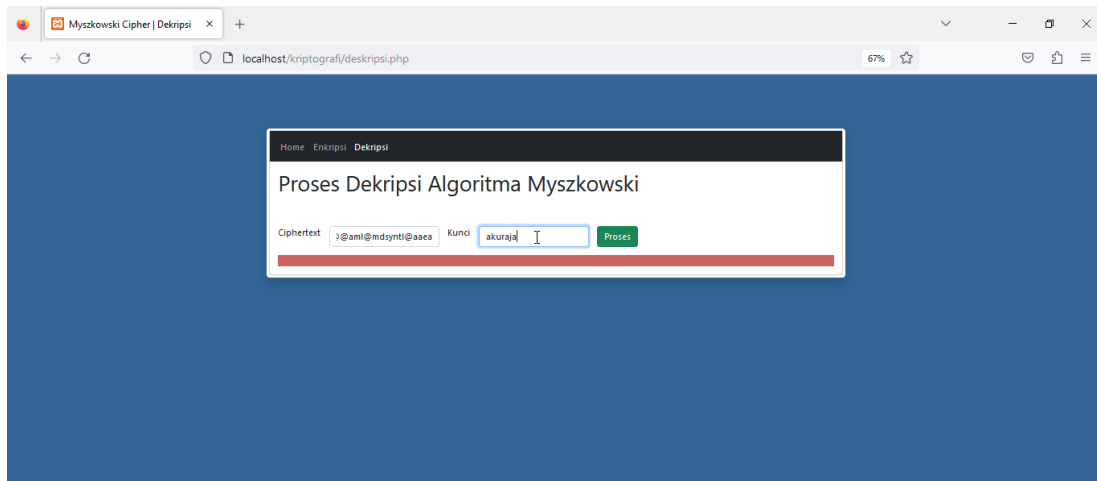 Myszkowski Cipher | Dekripsi
localhost/kriptografi/deskripsi.php 67%
Home Enkripsi Dekripsi
Proses Dekripsi Algoritma Myszkowski
Ciphertext @aml@mdsyntl@aaea Kunci akuraja Proses